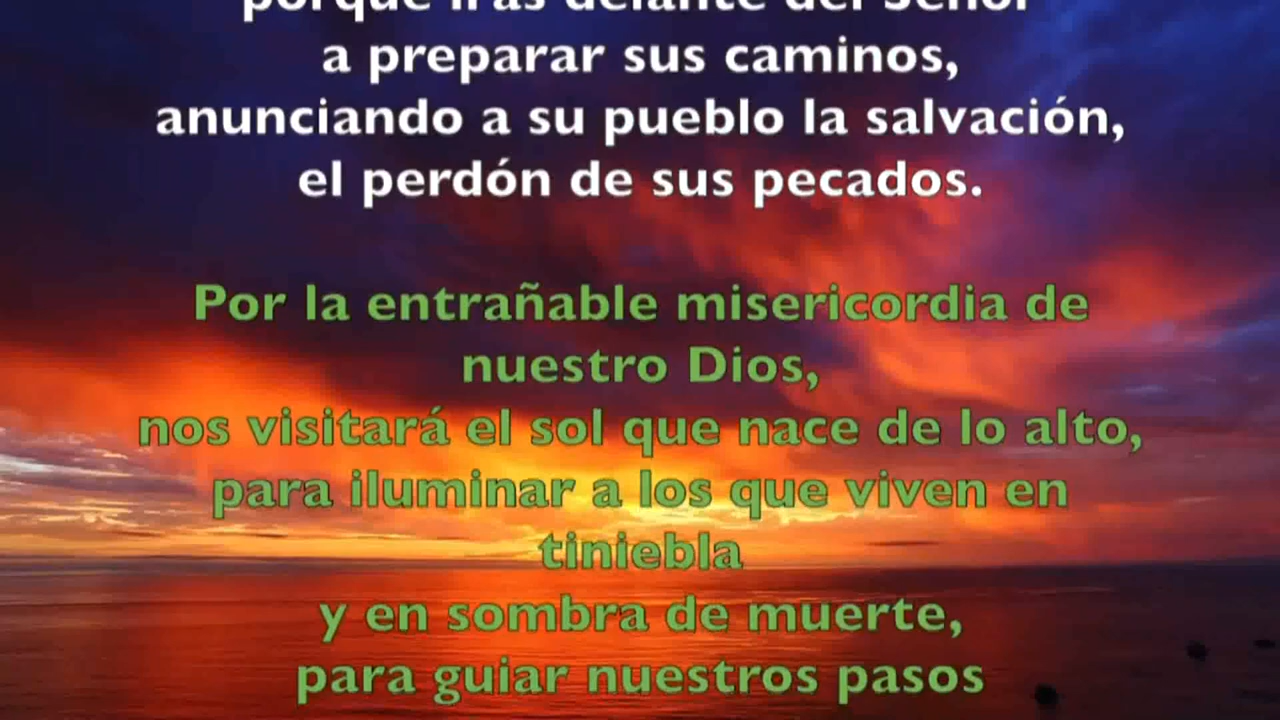 porque irás delante del Señor
a preparar sus caminos,
anunciando a su pueblo la salvación,
el perdón de sus pecados.
Por la entrañable misericordia de
nuestro Dios,
nos visitará el sol que nace de lo alto,
para iluminar a los que viven en
tiniebla
y en sombra de muerte,
para guiar nuestros pasos